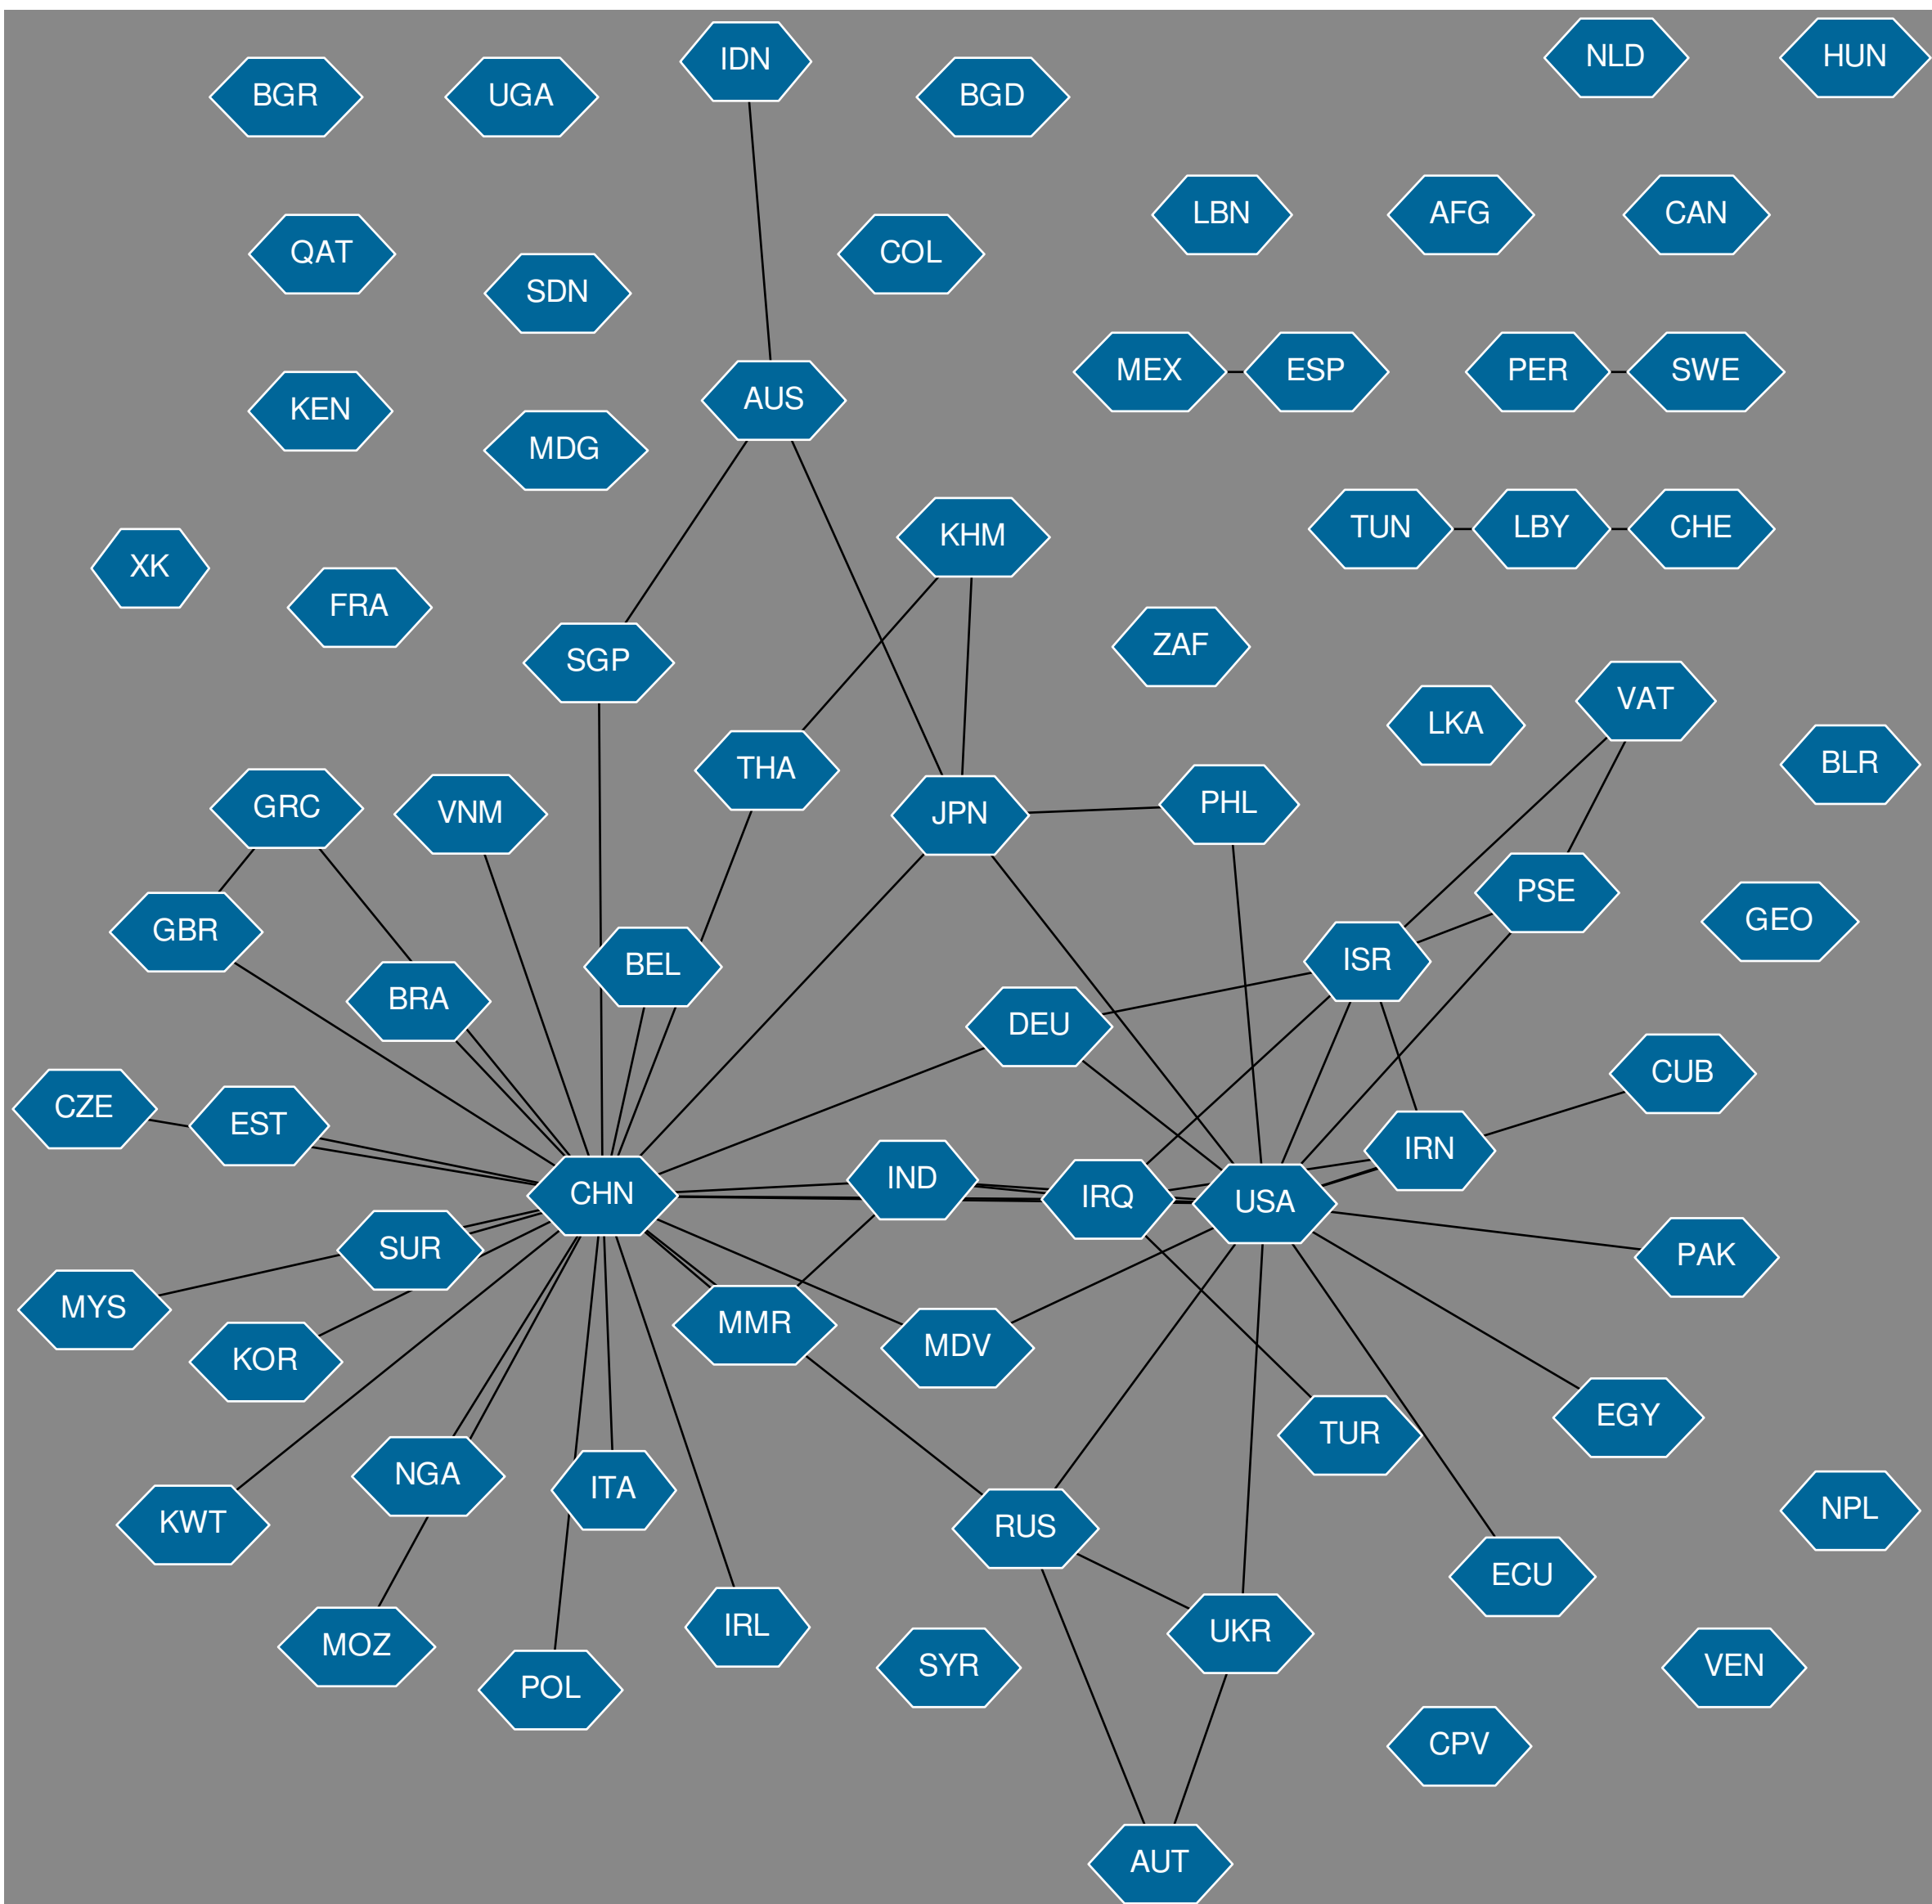 IDN
NLD
HUN
BGR
UGA
BGD
LBN
AFG
CAN
QAT
COL
SDN
MEX
ESP
PER
SWE
AUS
KEN
MDG
TUN
LBY
CHE
KHM
XK
FRA
ZAF
SGP
VAT
LKA
BLR
THA
PHL
GRC
VNM
JPN
PSE
GEO
GBR
ISR
BEL
BRA
DEU
CUB
CZE
EST
IRN
IND
CHN
IRQ
USA
SUR
PAK
MYS
MMR
MDV
KOR
EGY
TUR
NGA
ITA
NPL
KWT
RUS
ECU
IRL
UKR
MOZ
SYR
VEN
POL
CPV
AUT